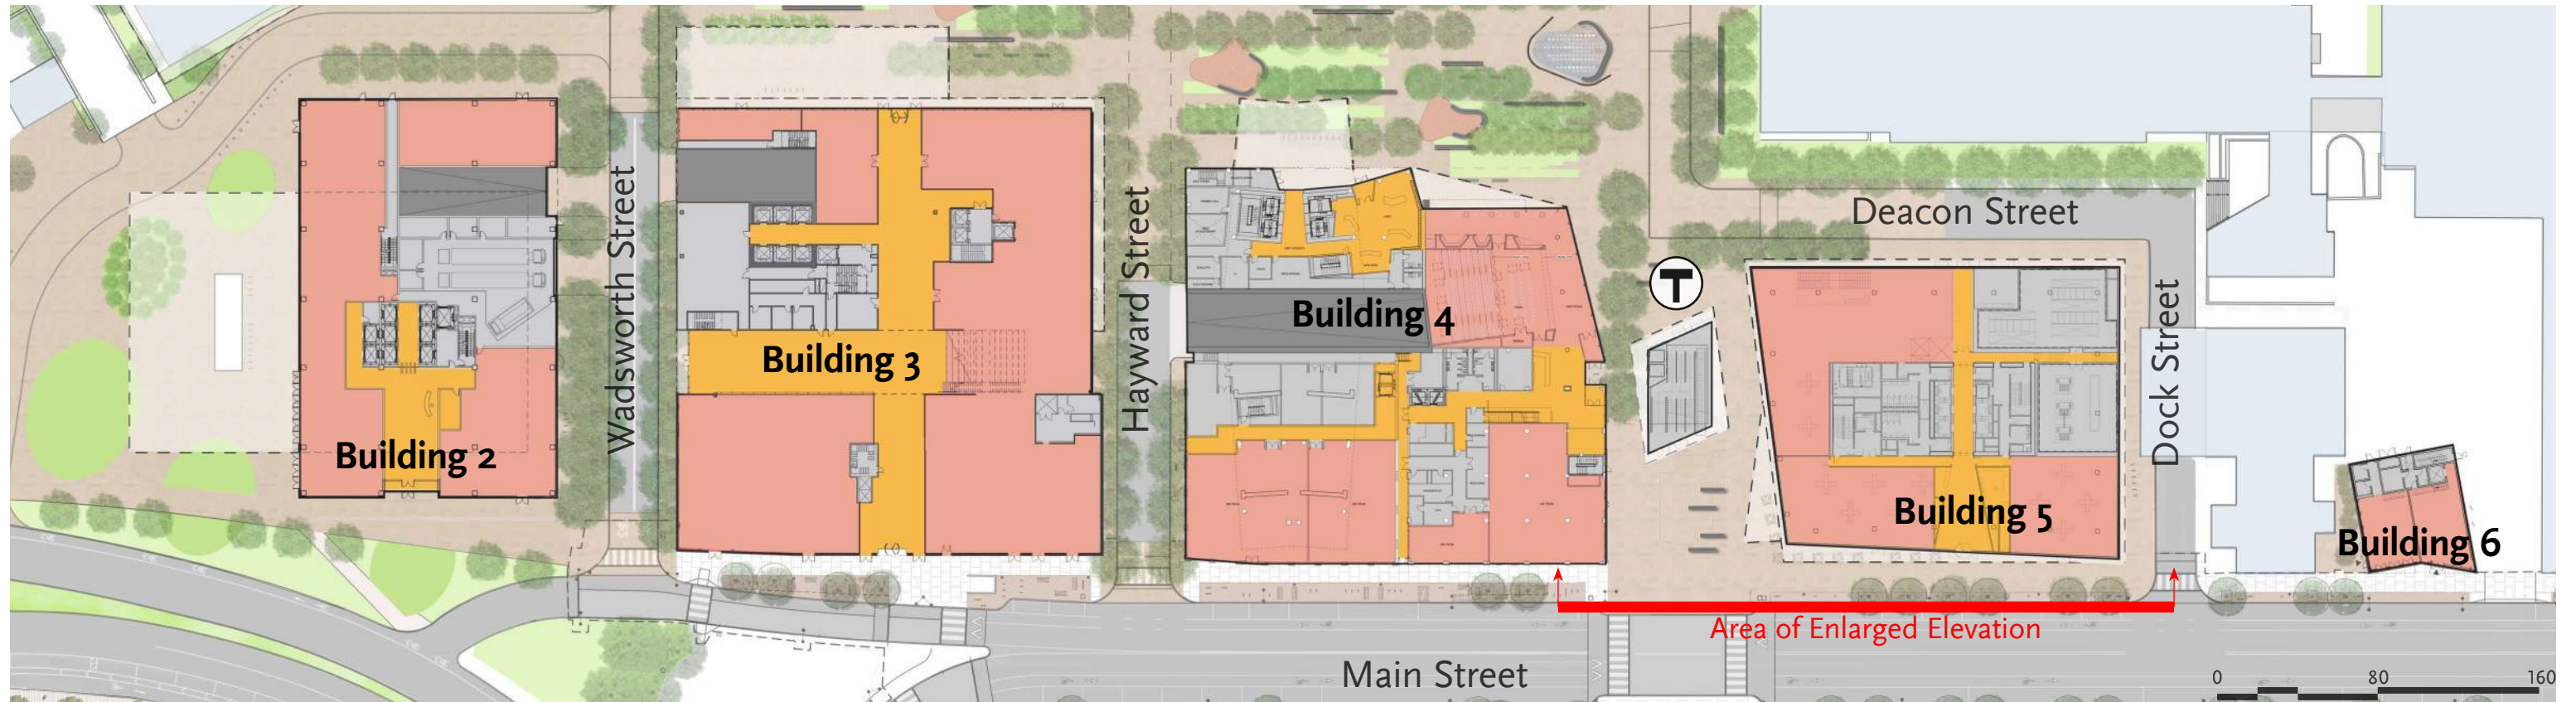 Deacon Street
T
Wadsworth Street
Hayward Street
Dock Street
Building 4
Building 3
Building 2
Building 5
Building 6
Area of Enlarged Elevation
Main Street
0 80 160